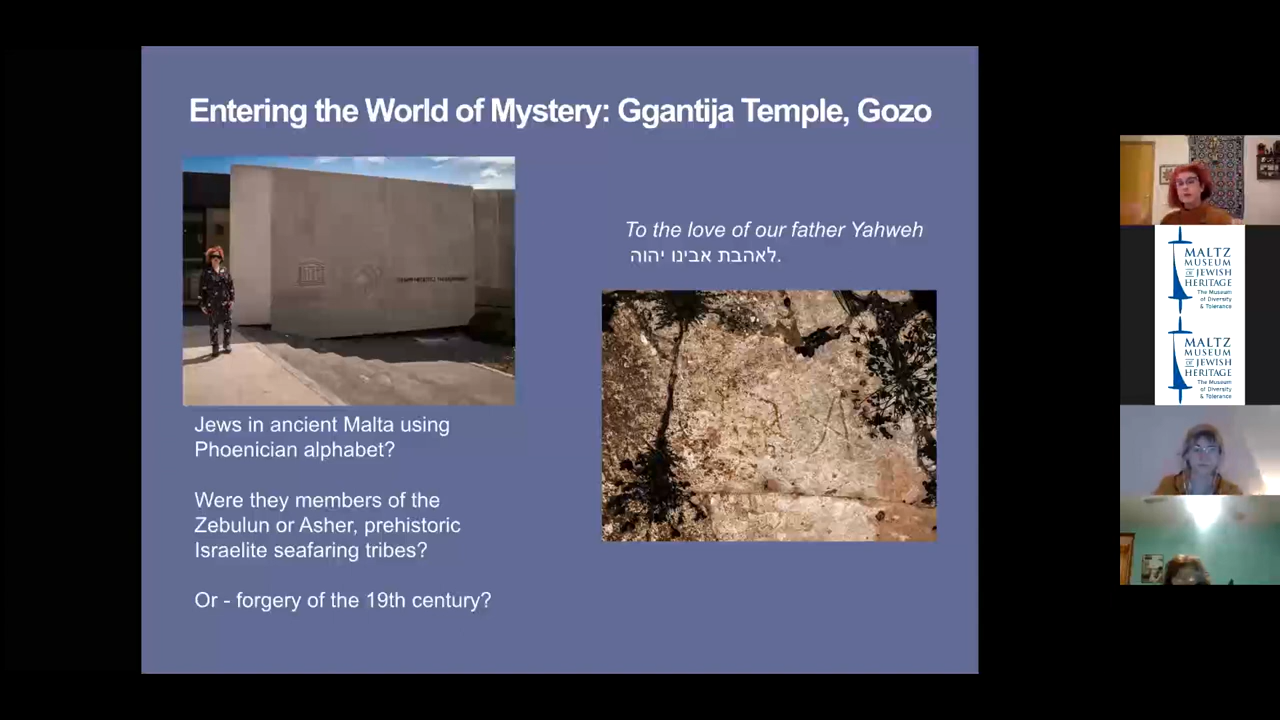 Entering the World of Mystery: Ggantija Temple, Gozo
To the love of our father Yahweh
לאהבת אבינו יהוה.
Jews in ancient Malta using
Phoenician alphabet?
Were they members of the
Zebulun or Asher, prehistoric
Israelite seafaring tribes?
Or - forgery of the 19th century?
MALTZ
MUSEUM
OF JEWISH
HERITAGE
The Museum
of Diversity
& Tolerance
MALTZ
MUSEUM
OF JEWISH
HERITAGE
The Museum
of Diversity
& Tolerance